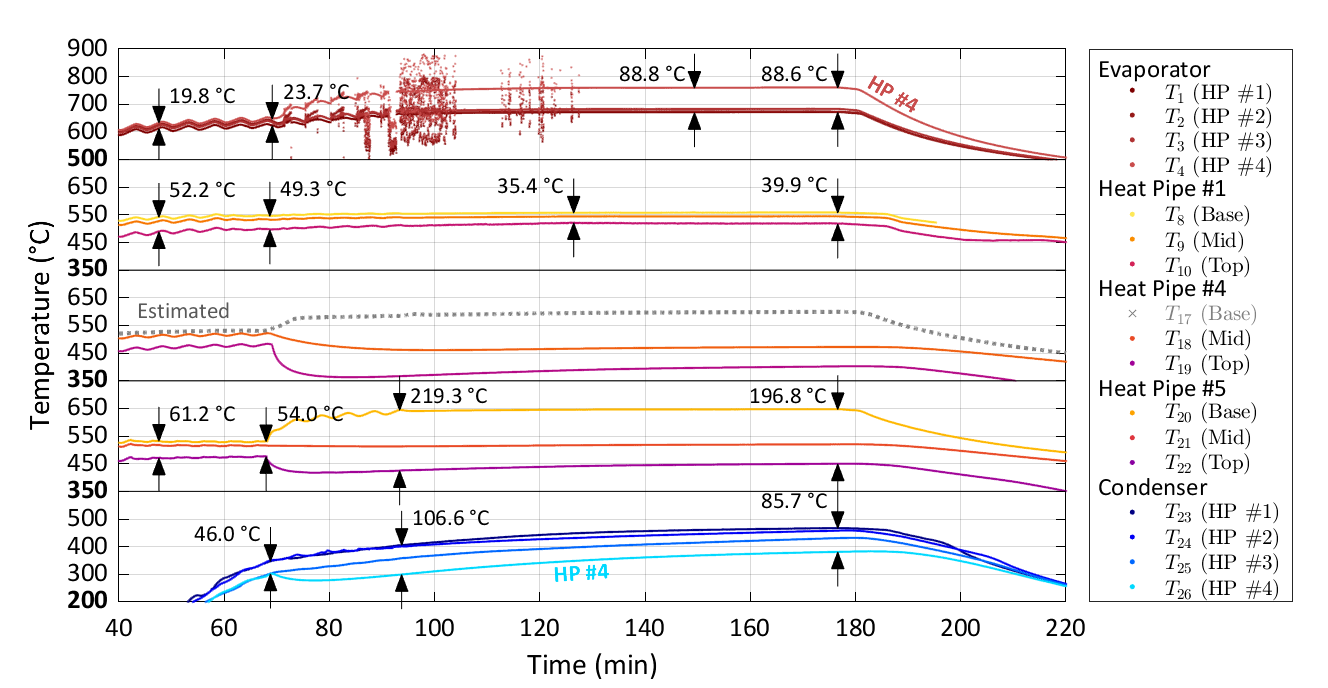 900
800
700
600
500
19.8 °C
23.7 °C
88.8 °C
88.6 °C
HP #4
650
550
450
350
52.2 °C
49.3 °C
35.4 °C
39.9 °C
650
550
450
350
Estimated
650
550
450
350
61.2 °C
54.0 °C
219.3 °C
196.8 °C
500
400
300
200
46.0 °C
106.6 °C
85.7 °C
HP #4
40 60 80 100 120 140 160 180 200 220
Time (min)
Temperature (°C)
Evaporator
T₁ (HP #1)
T₂ (HP #2)
T₃ (HP #3)
T₄ (HP #4)
Heat Pipe #1
T₈ (Base)
T₉ (Mid)
T₁₀ (Top)
Heat Pipe #4
T₁₇ (Base)
T₁₈ (Mid)
T₁₉ (Top)
Heat Pipe #5
T₂₀ (Base)
T₂₁ (Mid)
T₂₂ (Top)
Condenser
T₂₃ (HP #1)
T₂₄ (HP #2)
T₂₅ (HP #3)
T₂₆ (HP #4)